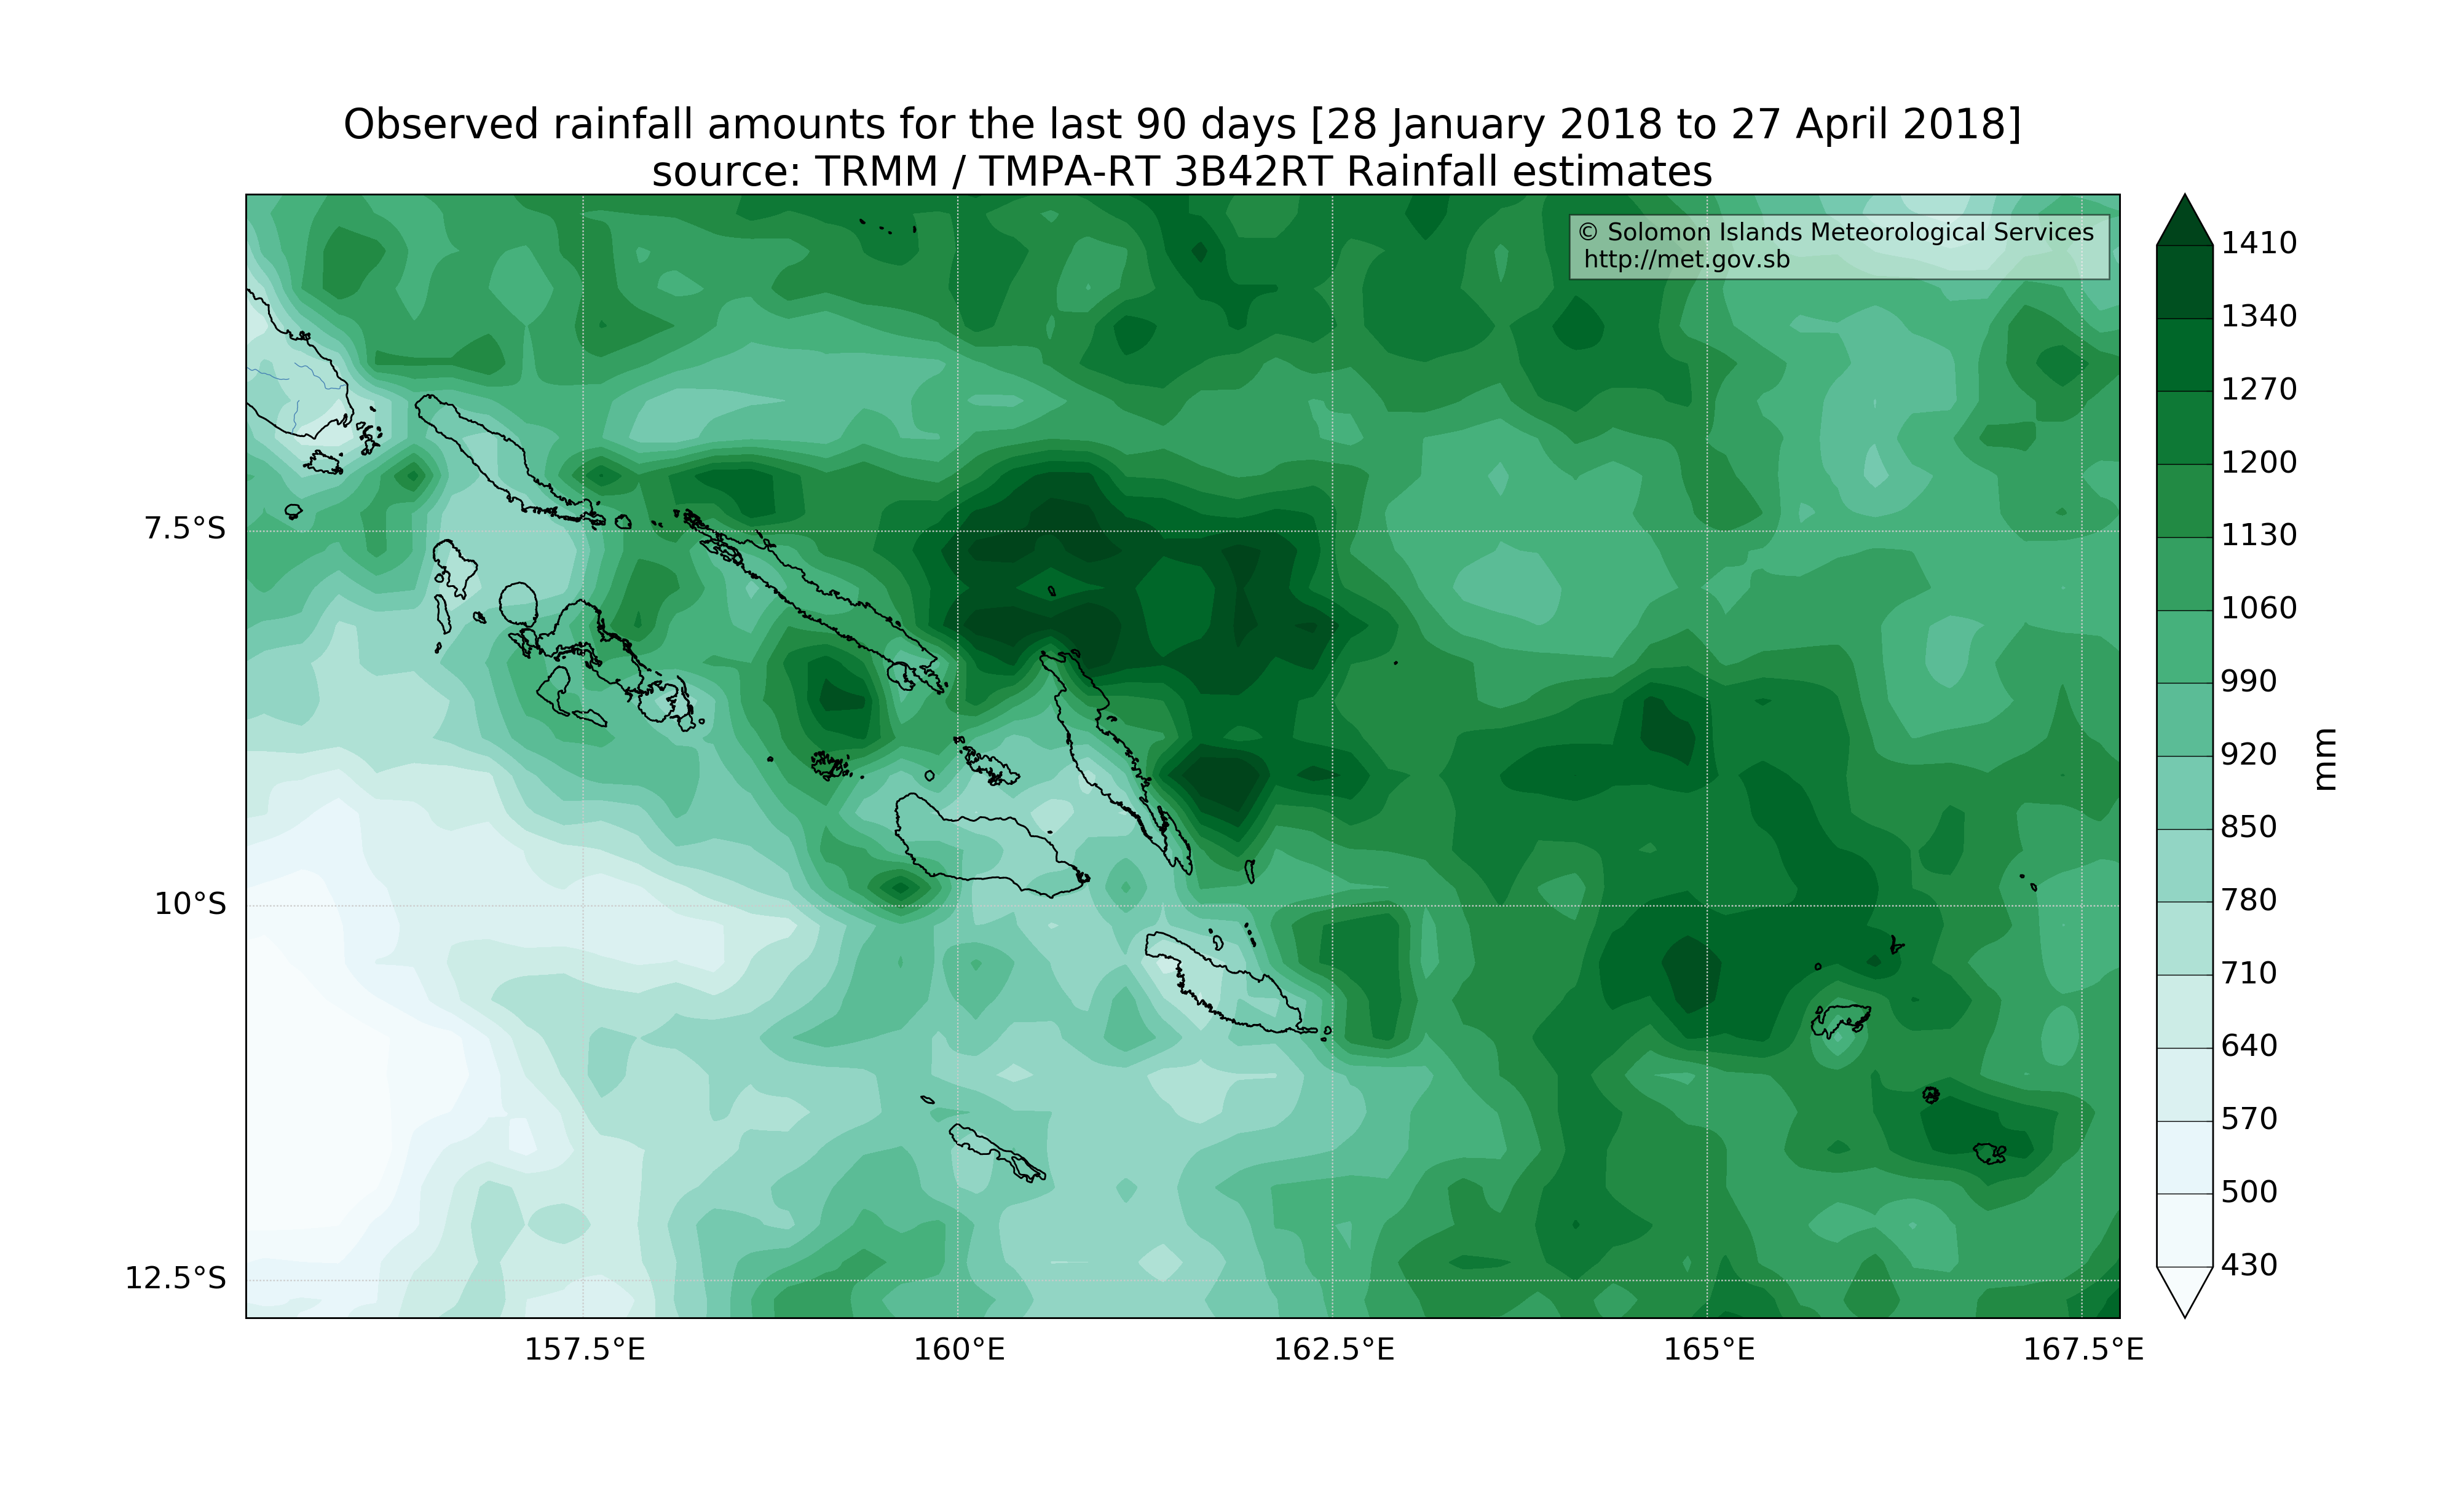 Observed rainfall amounts for the last 90 days [28 January 2018 to 27 April 2018]
source: TRMM / TMPA-RT 3B42RT Rainfall estimates
© Solomon Islands Meteorological Services
http://met.gov.sb
7.5°S
10°S
12.5°S
157.5°E
160°E
162.5°E
165°E
167.5°E
1410
1340
1270
1200
1130
1060
990
920
850
780
710
640
570
500
430
mm